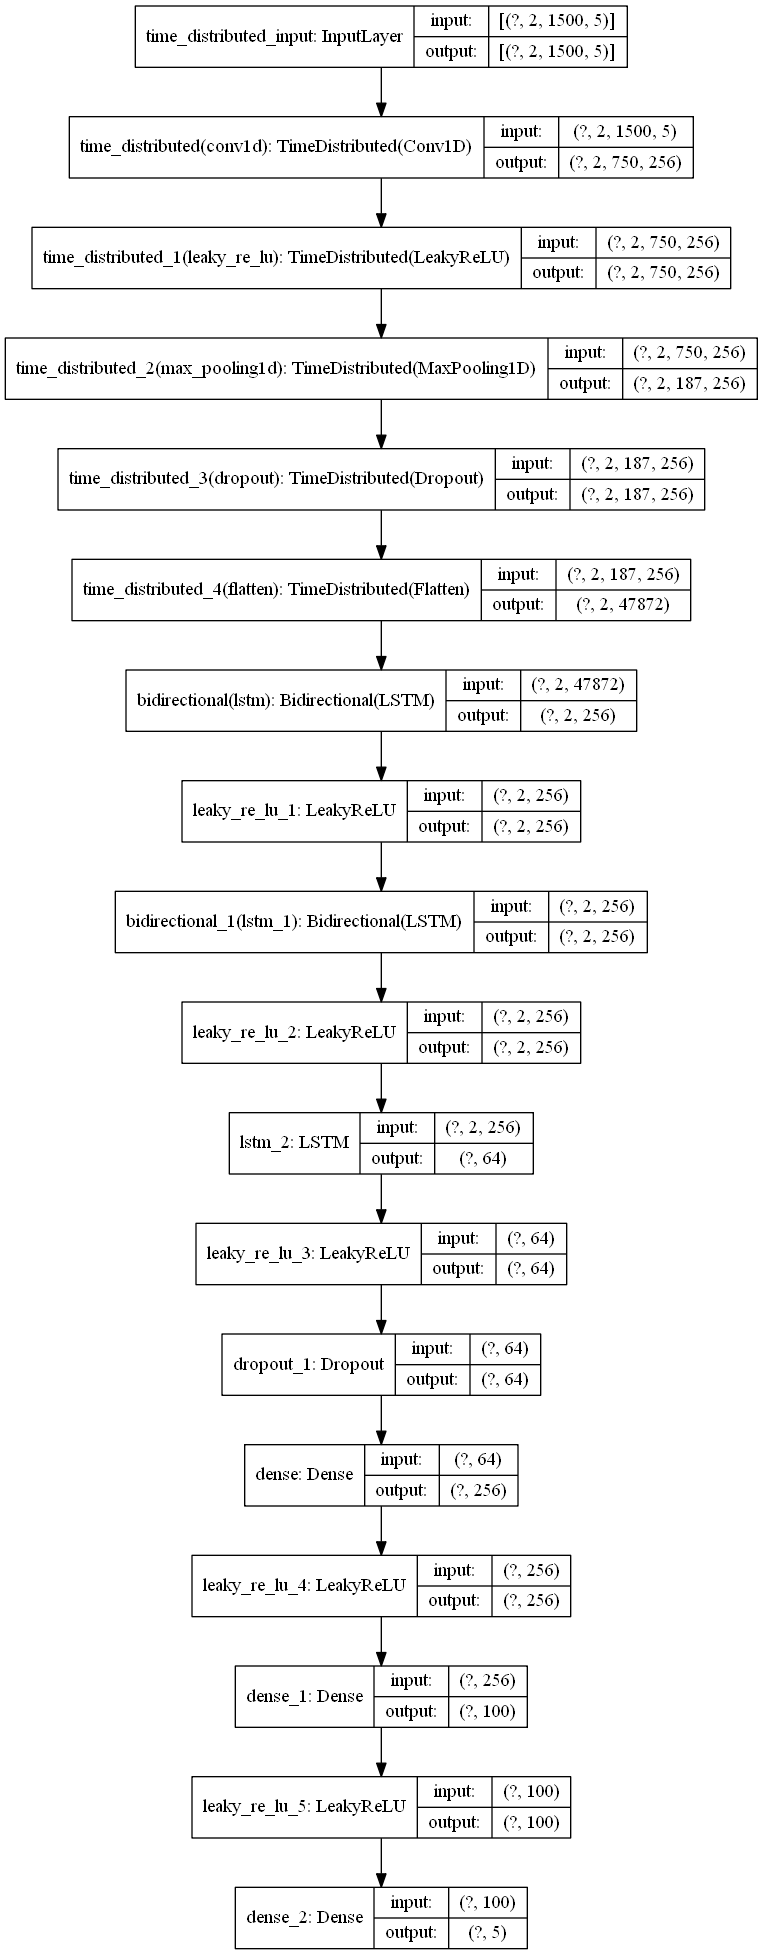 time_distributed_input: InputLayer
input: [(?, 2, 1500, 5)]
output: [(?, 2, 1500, 5)]
time_distributed(conv1d): TimeDistributed(Conv1D)
input: (?, 2, 1500, 5)
output: (?, 2, 750, 256)
time_distributed_1(leaky_re_lu): TimeDistributed(LeakyReLU)
input: (?, 2, 750, 256)
output: (?, 2, 750, 256)
time_distributed_2(max_pooling1d): TimeDistributed(MaxPooling1D)
input: (?, 2, 750, 256)
output: (?, 2, 187, 256)
time_distributed_3(dropout): TimeDistributed(Dropout)
input: (?, 2, 187, 256)
output: (?, 2, 187, 256)
time_distributed_4(flatten): TimeDistributed(Flatten)
input: (?, 2, 187, 256)
output: (?, 2, 47872)
bidirectional(lstm): Bidirectional(LSTM)
input: (?, 2, 47872)
output: (?, 2, 256)
leaky_re_lu_1: LeakyReLU
input: (?, 2, 256)
output: (?, 2, 256)
bidirectional_1(lstm_1): Bidirectional(LSTM)
input: (?, 2, 256)
output: (?, 2, 256)
leaky_re_lu_2: LeakyReLU
input: (?, 2, 256)
output: (?, 2, 256)
lstm_2: LSTM
input: (?, 2, 256)
output: (?, 64)
leaky_re_lu_3: LeakyReLU
input: (?, 64)
output: (?, 64)
dropout_1: Dropout
input: (?, 64)
output: (?, 64)
dense: Dense
input: (?, 64)
output: (?, 256)
leaky_re_lu_4: LeakyReLU
input: (?, 256)
output: (?, 256)
dense_1: Dense
input: (?, 256)
output: (?, 100)
leaky_re_lu_5: LeakyReLU
input: (?, 100)
output: (?, 100)
dense_2: Dense
input: (?, 100)
output: (?, 5)